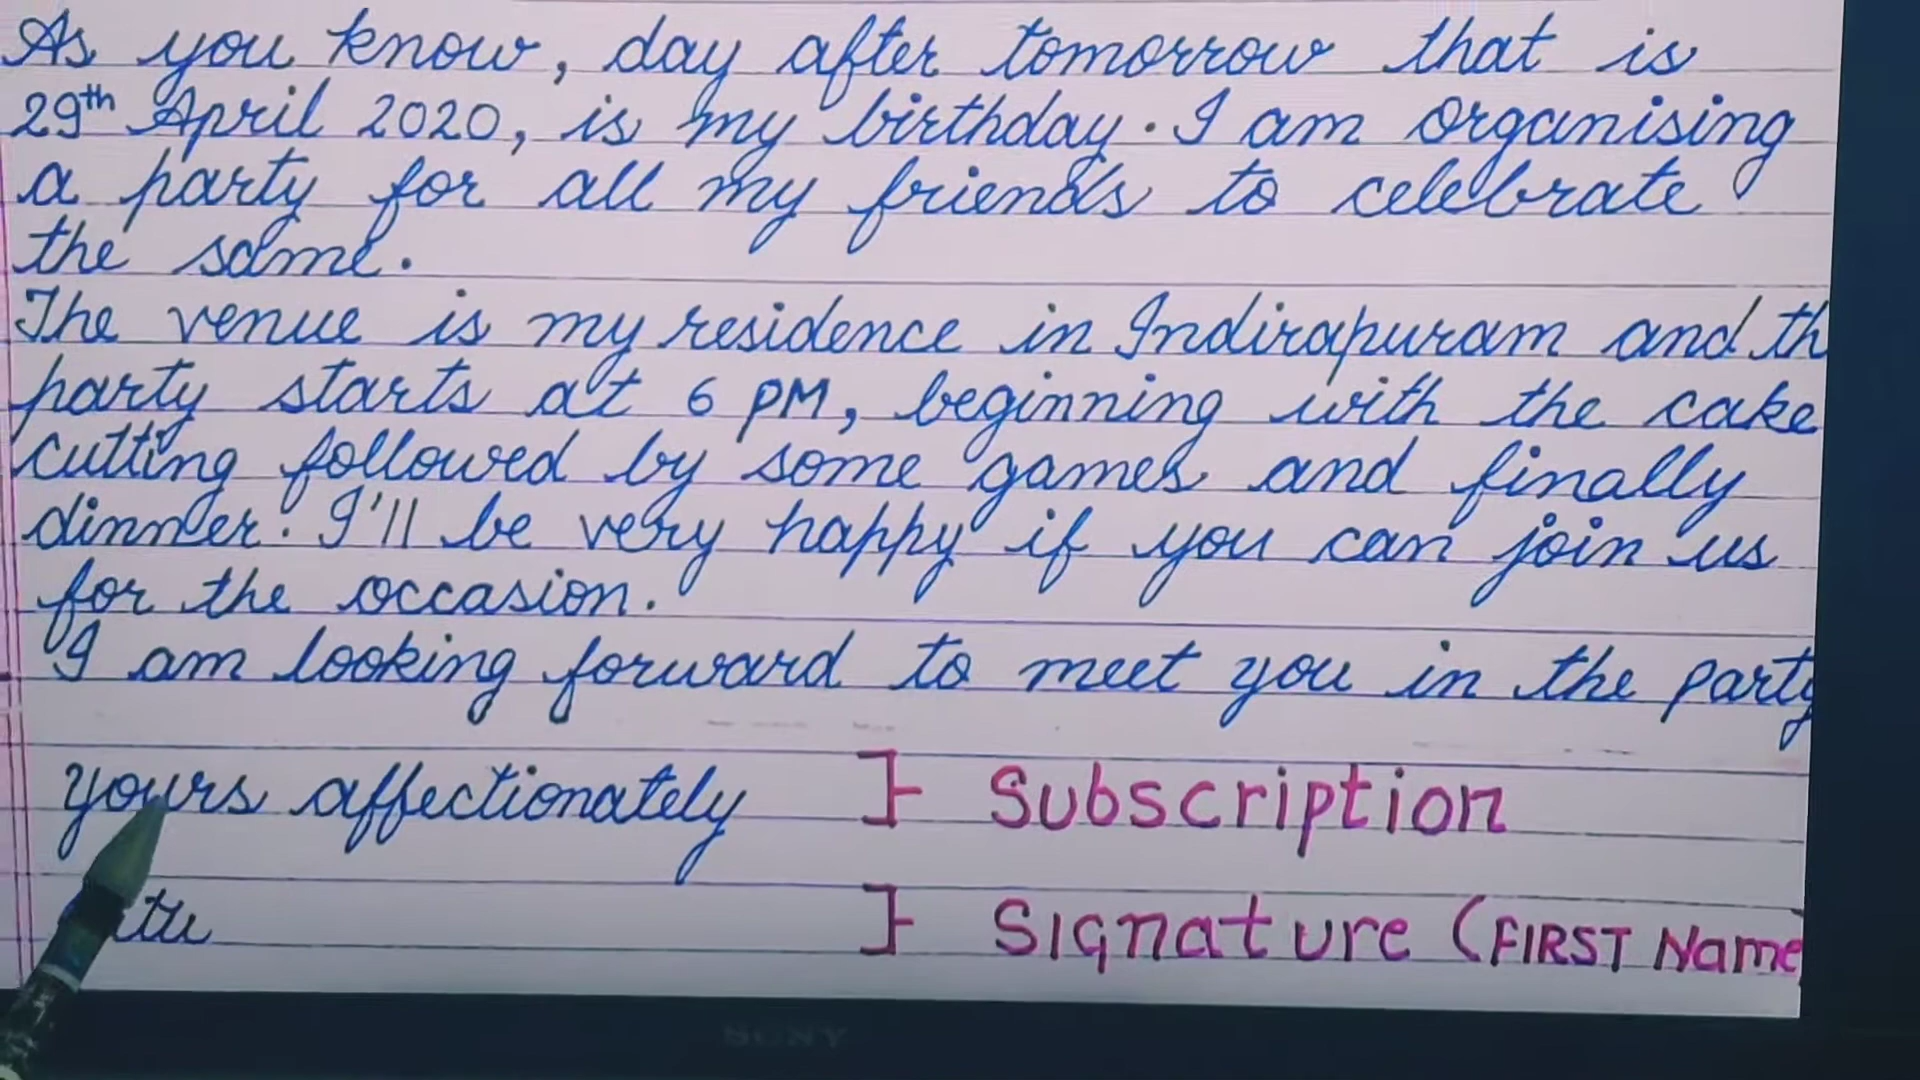 As you know, day after tomorrow that is
29th April 2020, is my birthday. I am organising
a party for all my friends to celebrate
the same.
The venue is my residence in Indirapuram and th
party starts at 6 PM, beginning with the cake
cutting followed by some games and finally
dinner. I'll be very happy if you can join us
for the occasion.
I am looking forward to meet you in the party
yours affectionately } Subscription
} Signature (FIRST Name
SONY